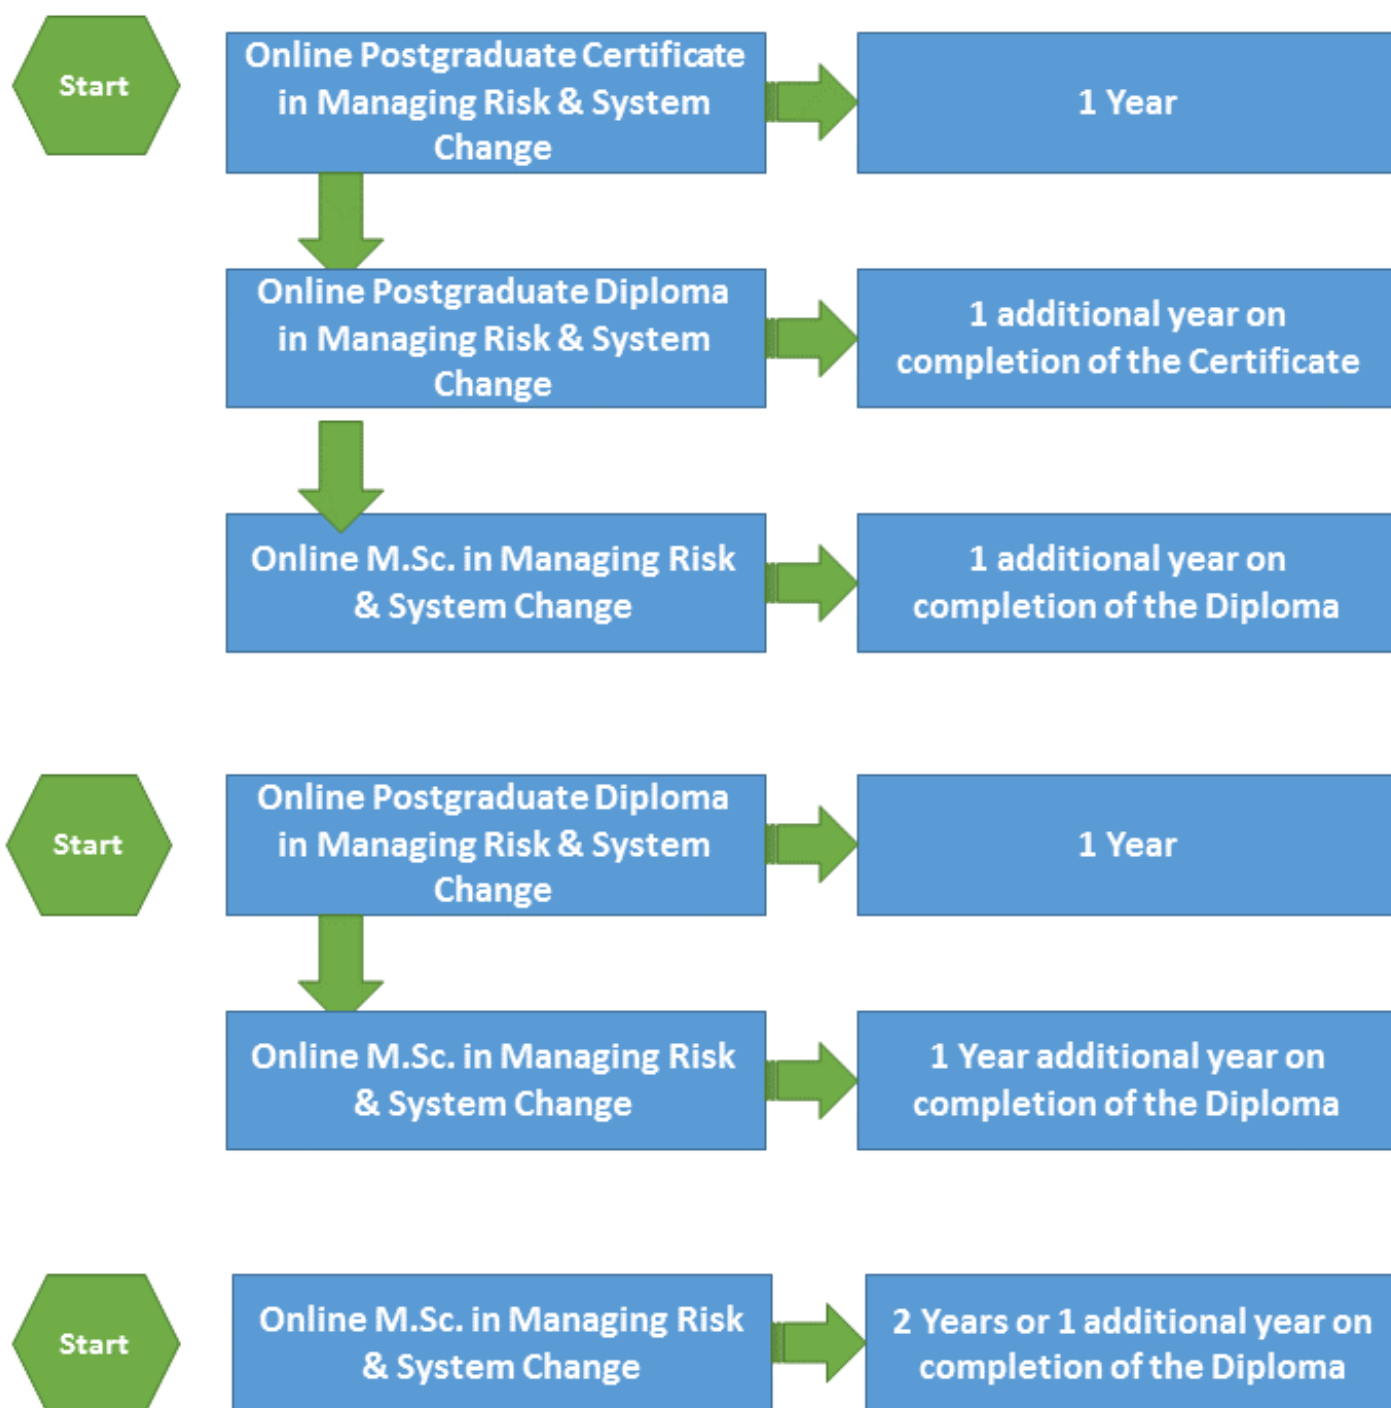 Start
Online Postgraduate Certificate
in Managing Risk & System
Change
1 Year
Online Postgraduate Diploma
in Managing Risk & System
Change
1 additional year on
completion of the Certificate
Online M.Sc. in Managing Risk
& System Change
1 additional year on
completion of the Diploma
Start
Online Postgraduate Diploma
in Managing Risk & System
Change
1 Year
Online M.Sc. in Managing Risk
& System Change
1 Year additional year on
completion of the Diploma
Start
Online M.Sc. in Managing Risk
& System Change
2 Years or 1 additional year on
completion of the Diploma